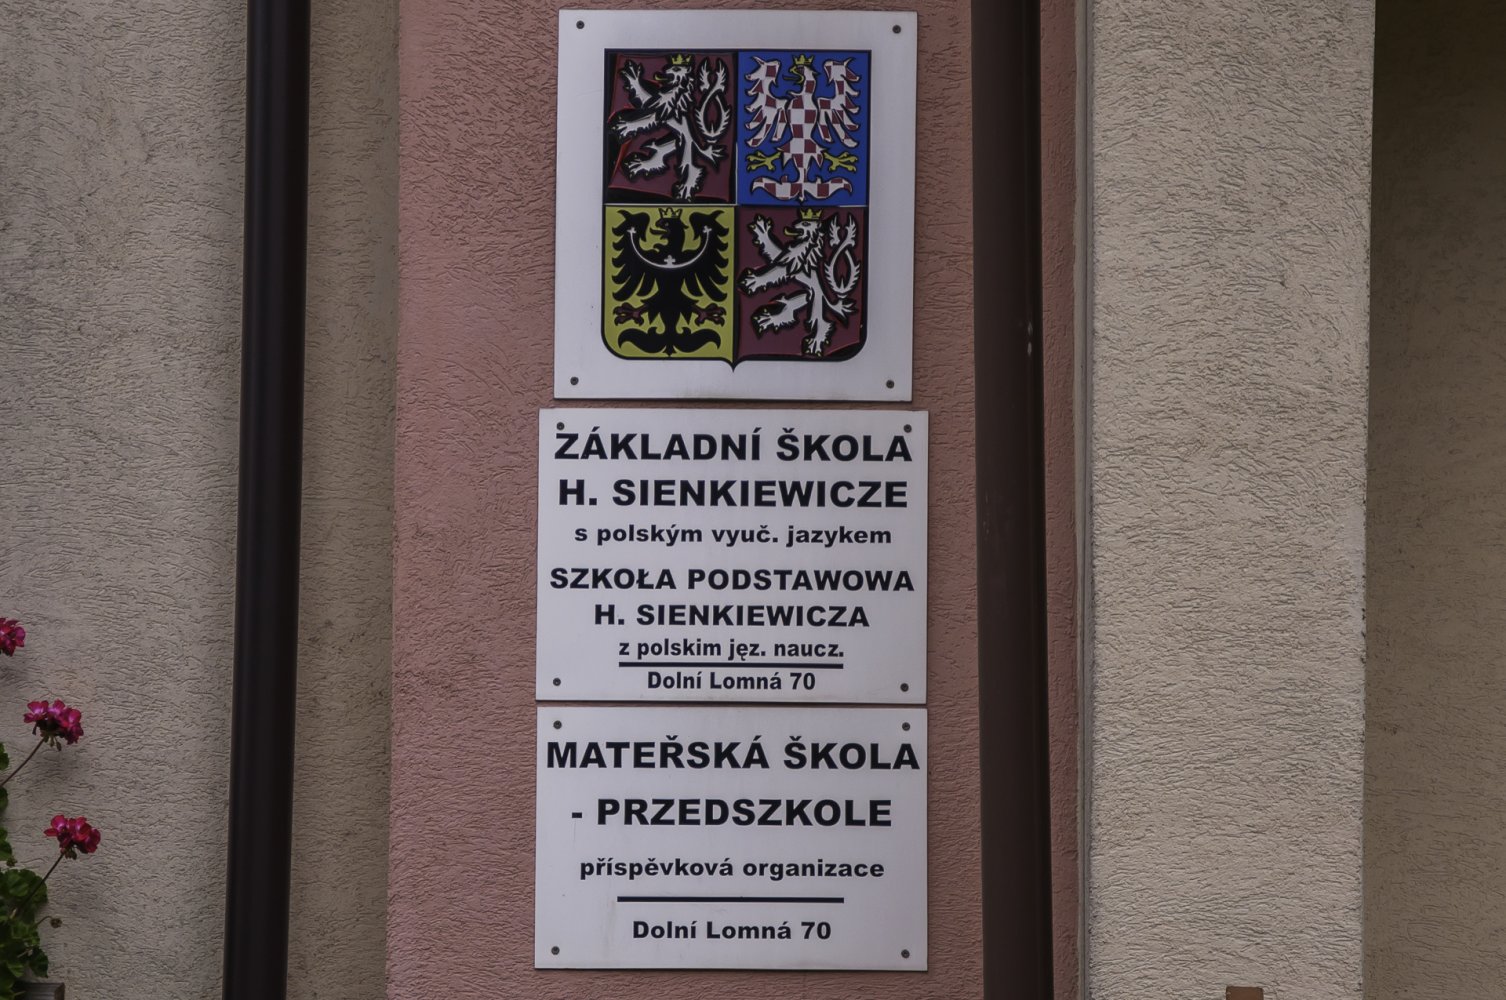 ZÁKLADNÍ ŠKOLA
H. SIENKIEWICZE
s polským vyuč. jazykem
SZKOŁA PODSTAWOWA
H. SIENKIEWICZA
z polskim jęz. naucz.
Dolní Lomná 70
MATEŘSKÁ ŠKOLA
- PRZEDSZKOLE
příspěvková organizace
Dolní Lomná 70